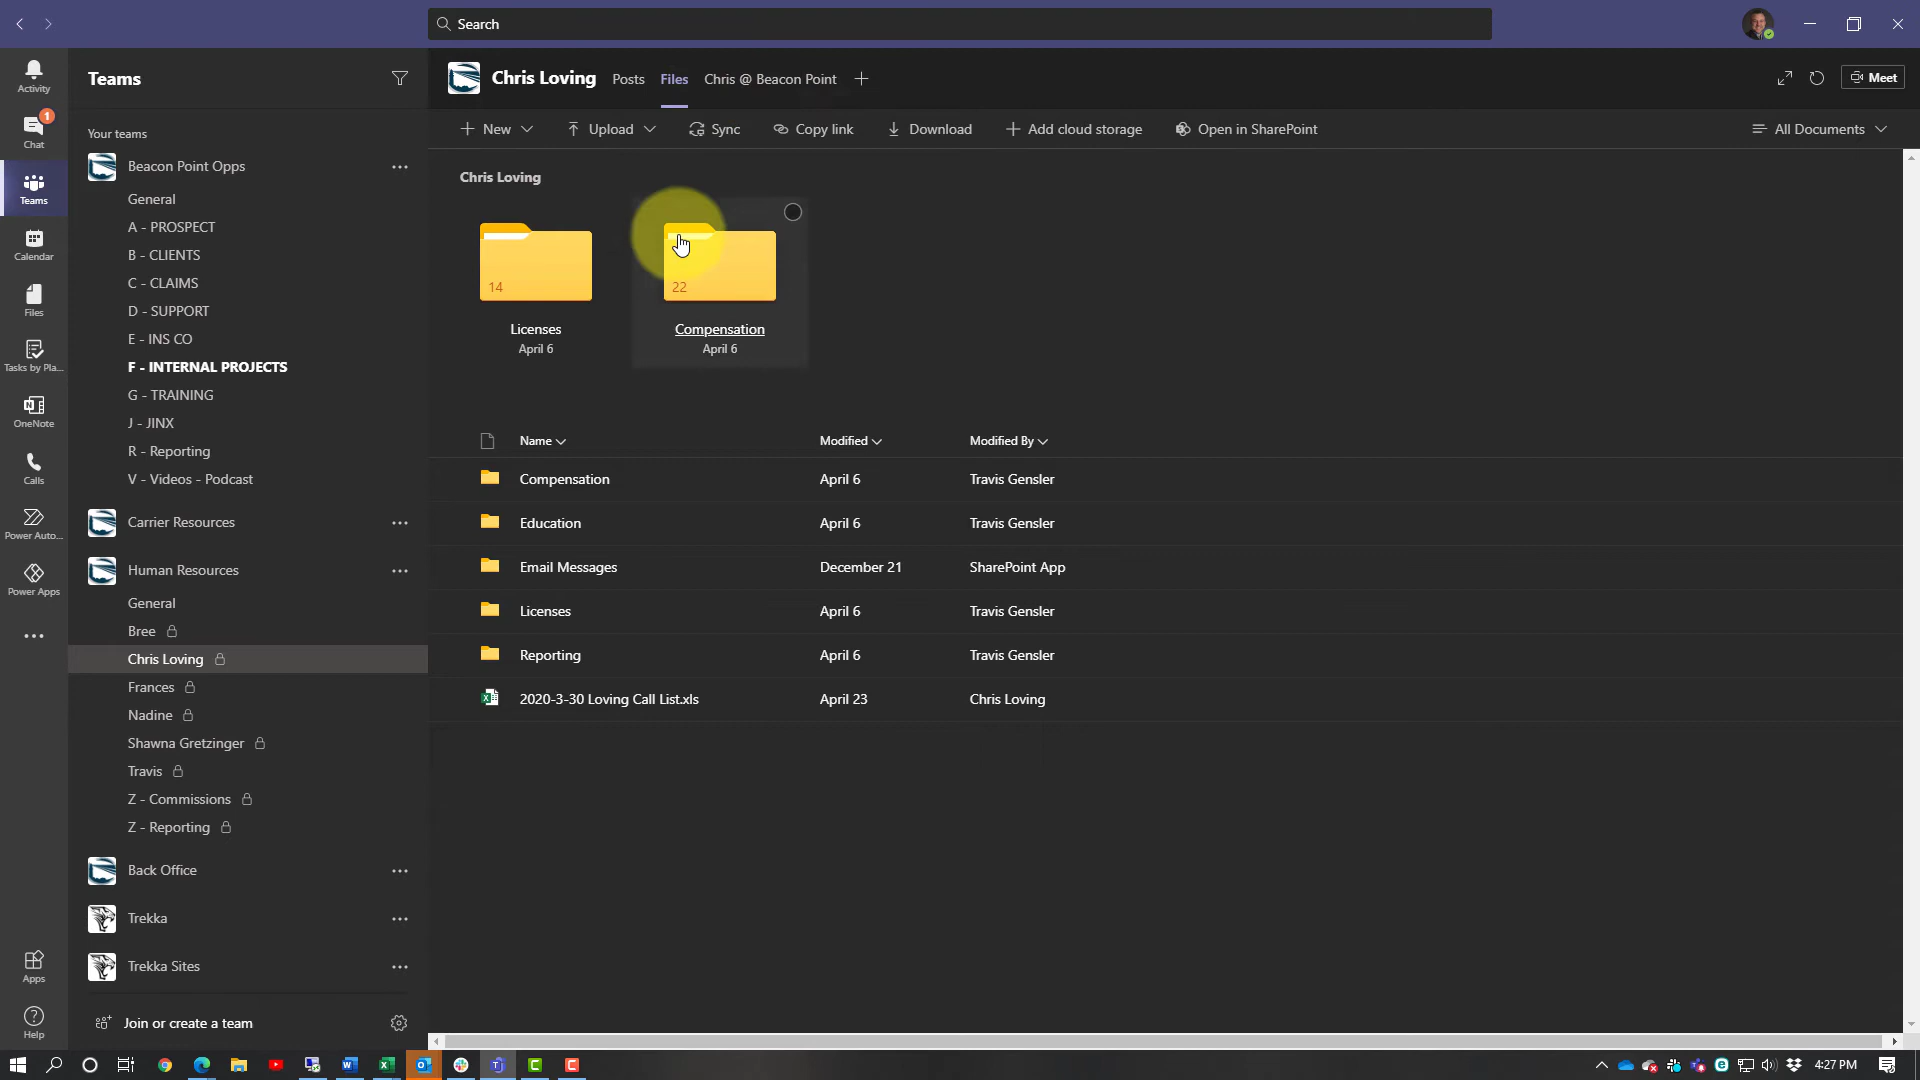 Search
Activity
Chat
1
Teams
Calendar
Files
Tasks by Pla...
OneNote
Calls
Power Auto...
Power Apps
Apps
Help
Teams
Your teams
Beacon Point Opps
General
A - PROSPECT
B - CLIENTS
C - CLAIMS
D - SUPPORT
E - INS CO
F - INTERNAL PROJECTS
G - TRAINING
J - JINX
R - Reporting
V - Videos - Podcast
Carrier Resources
Human Resources
General
Bree
Chris Loving
Frances
Nadine
Shawna Gretzinger
Travis
Z - Commissions
Z - Reporting
Back Office
Trekka
Trekka Sites
Join or create a team
Chris Loving Posts Files Chris @ Beacon Point Meet
New Upload Sync Copy link Download Add cloud storage Open in SharePoint All Documents
Chris Loving
14 22
Licenses Compensation
April 6 April 6
Name Modified Modified By
Compensation April 6 Travis Gensler
Education April 6 Travis Gensler
Email Messages December 21 SharePoint App
Licenses April 6 Travis Gensler
Reporting April 6 Travis Gensler
2020-3-30 Loving Call List.xls April 23 Chris Loving
4:27 PM